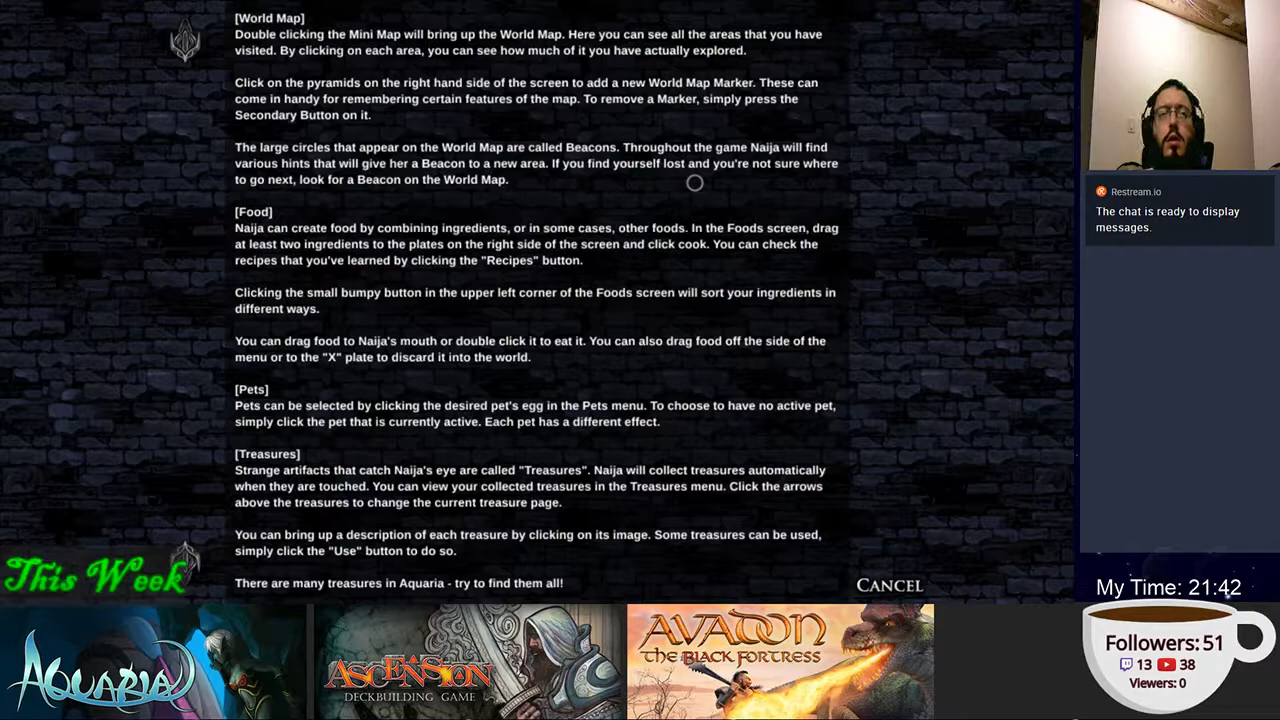 [World Map]
Double clicking the Mini Map will bring up the World Map. Here you can see all the areas that you have
visited. By clicking on each area, you can see how much of it you have actually explored.
Click on the pyramids on the right hand side of the screen to add a new World Map Marker. These can
come in handy for remembering certain features of the map. To remove a Marker, simply press the
Secondary Button on it.
The large circles that appear on the World Map are called Beacons. Throughout the game Naija will find
various hints that will give her a Beacon to a new area. If you find yourself lost and you're not sure where
to go next, look for a Beacon on the World Map.
[Food]
Naija can create food by combining ingredients, or in some cases, other foods. In the Foods screen, drag
at least two ingredients to the plates on the right side of the screen and click cook. You can check the
recipes that you've learned by clicking the "Recipes" button.
Clicking the small bumpy button in the upper left corner of the Foods screen will sort your ingredients in
different ways.
You can drag food to Naija's mouth or double click it to eat it. You can also drag food off the side of the
menu or to the "X" plate to discard it into the world.
[Pets]
Pets can be selected by clicking the desired pet's egg in the Pets menu. To choose to have no active pet,
simply click the pet that is currently active. Each pet has a different effect.
[Treasures]
Strange artifacts that catch Naija's eye are called "Treasures". Naija will collect treasures automatically
when they are touched. You can view your collected treasures in the Treasures menu. Click the arrows
above the treasures to change the current treasure page.
You can bring up a description of each treasure by clicking on its image. Some treasures can be used,
simply click the "Use" button to do so.
There are many treasures in Aquaria - try to find them all!
CANCEL
Restream.io
The chat is ready to display
messages.
This Week
My Time: 21:42
AQUARIA
ASCENSION
DECKBUILDING GAME
AVADON
THE BLACK FORTRESS
Followers: 51
13 38
Viewers: 0